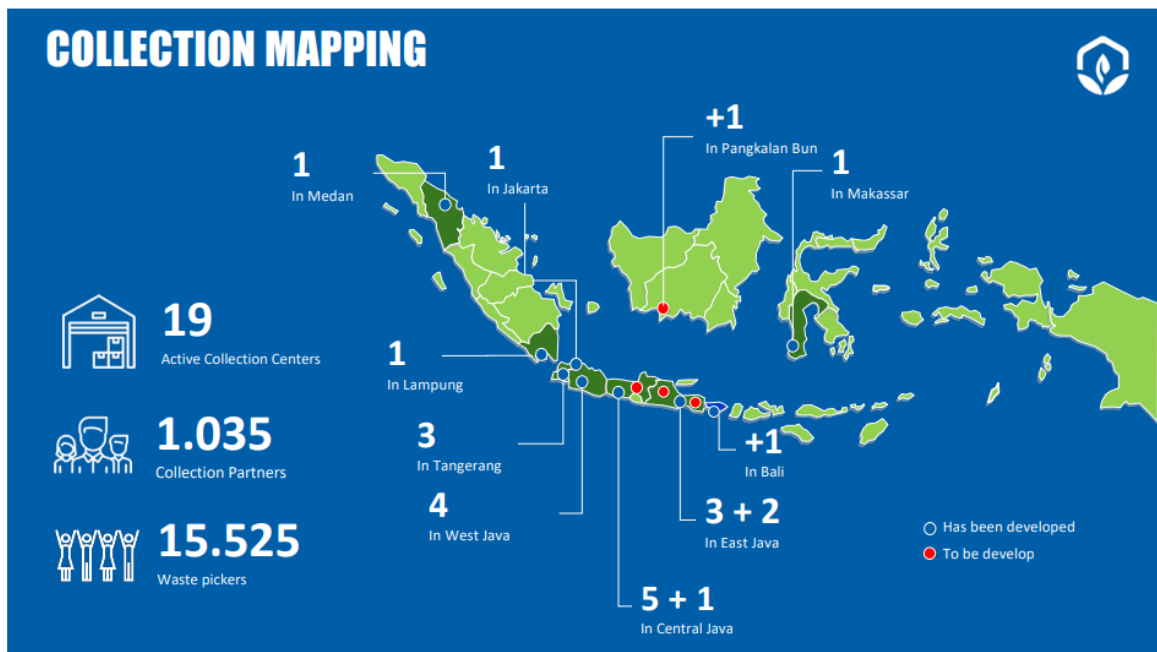 COLLECTION MAPPING
+1
In Pangkalan Bun
1
In Medan
1
In Jakarta
1
In Makassar
19
Active Collection Centers
1
In Lampung
1.035
Collection Partners
3
In Tangerang
+1
In Bali
4
In West Java
3 + 2
In East Java
15.525
Waste pickers
5 + 1
In Central Java
Has been developed
To be develop